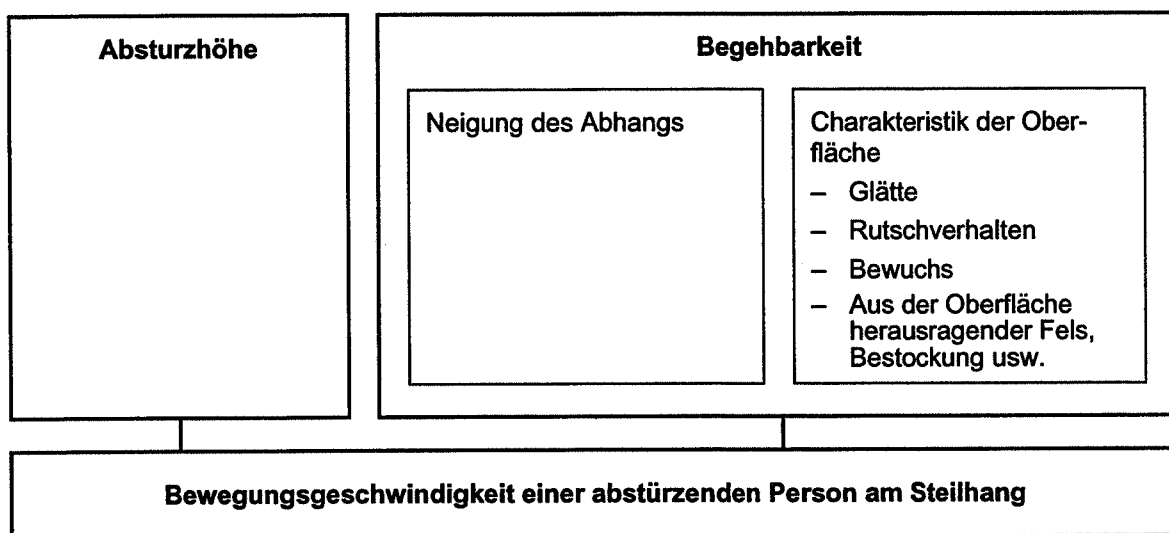 Absturzhöhe
Begehbarkeit
Neigung des Abhangs
Charakteristik der Ober-
fläche
– Glätte
– Rutschverhalten
– Bewuchs
– Aus der Oberfläche
herausragender Fels,
Bestockung usw.
Bewegungsgeschwindigkeit einer abstürzenden Person am Steilhang